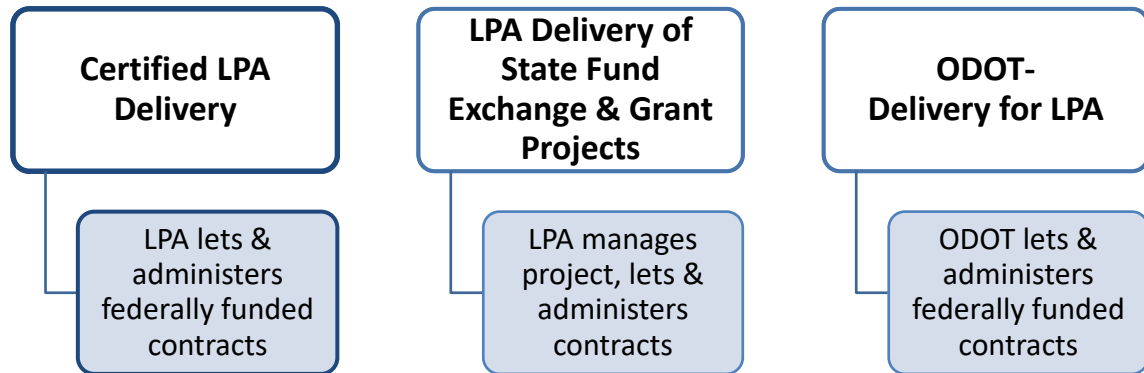 Certified LPA
Delivery
LPA lets &
administers
federally funded
contracts
LPA Delivery of
State Fund
Exchange & Grant
Projects
LPA manages
project, lets &
administers
contracts
ODOT-
Delivery for LPA
ODOT lets &
administers
federally funded
contracts